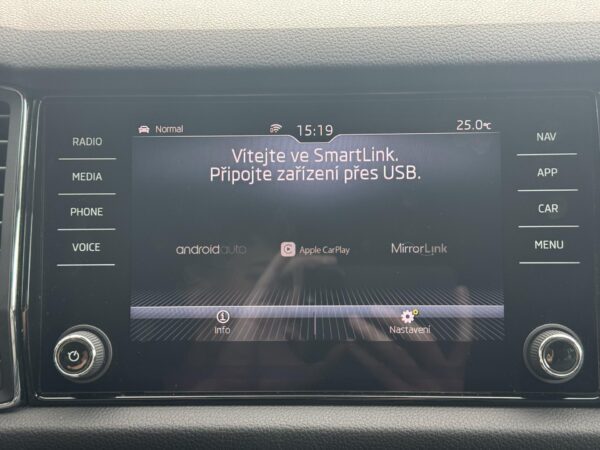 Normal
15:19
25.0°C
RADIO
MEDIA
PHONE
VOICE
Vítejte ve SmartLink.
Připojte zařízení přes USB.
androidauto
Apple CarPlay
MirrorLink
Info
Nastavení
NAV
APP
CAR
MENU